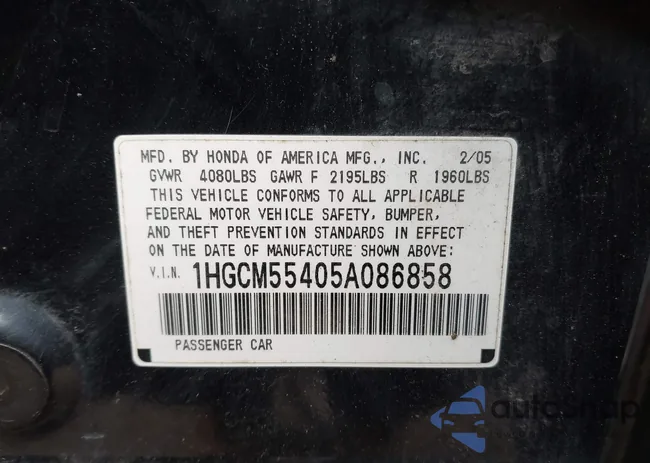 MFD. BY HONDA OF AMERICA MFG., INC. 2/05
GVWR 4080LBS GAWR F 2195LBS R 1960LBS
THIS VEHICLE CONFORMS TO ALL APPLICABLE
FEDERAL MOTOR VEHICLE SAFETY, BUMPER,
AND THEFT PREVENTION STANDARDS IN EFFECT
ON THE DATE OF MANUFACTURE SHOWN ABOVE:
V.I.N. 1HGCM55405A086858
PASSENGER CAR
autosnap